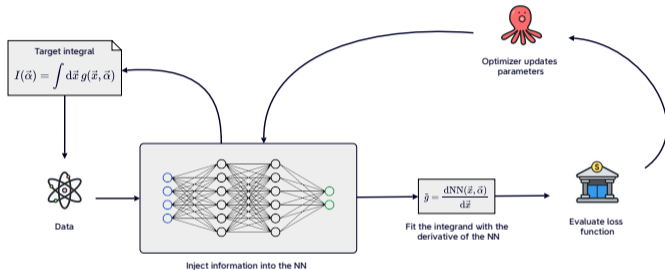 Target integral
I(α⃗) = ∫ dx⃗ g(x⃗, α⃗)
Optimizer updates
parameters
ĝ = dNN(x⃗, α⃗) / dx⃗
Data
Fit the integrand with the
derivative of the NN
Evaluate loss
function
Inject information into the NN
$